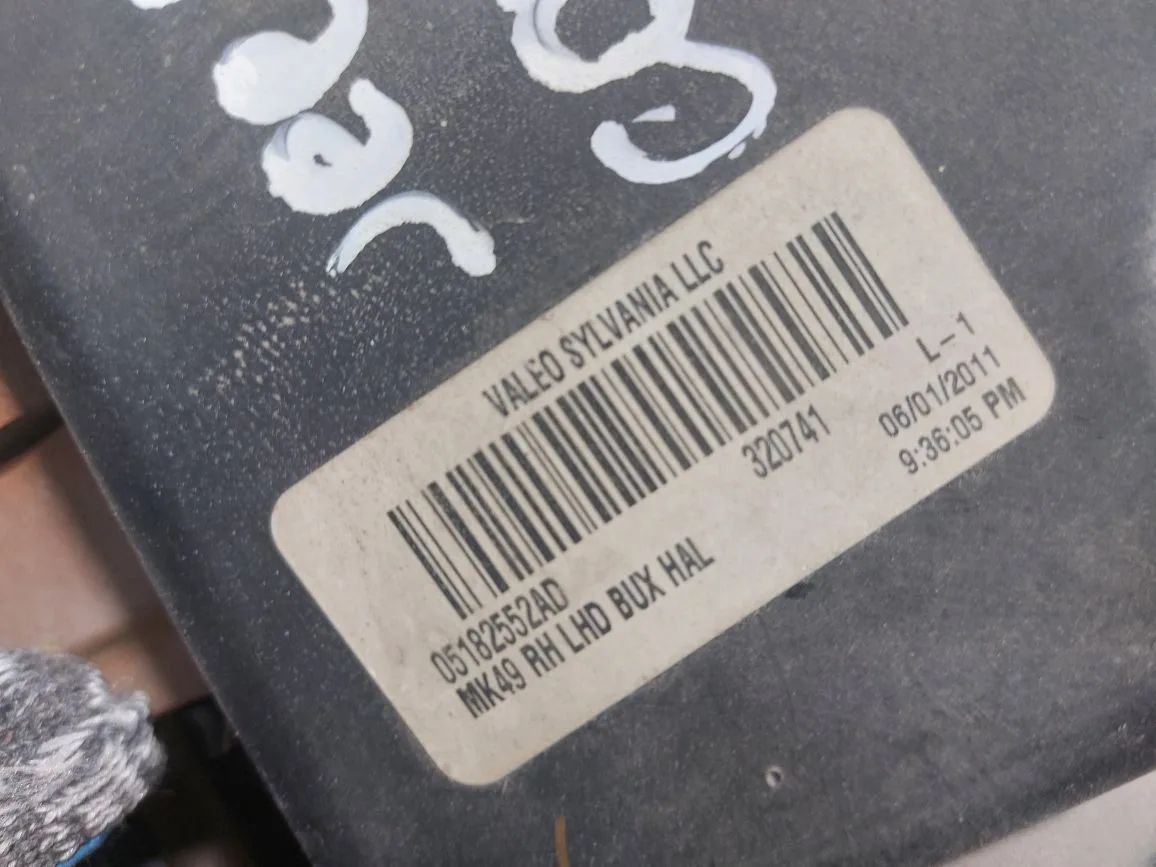 VALEO SYLVANIA LLC
320741
L-1
06/01/2011
9:36:05 PM
05182552AD
MK49 RH LHD BUX HAL